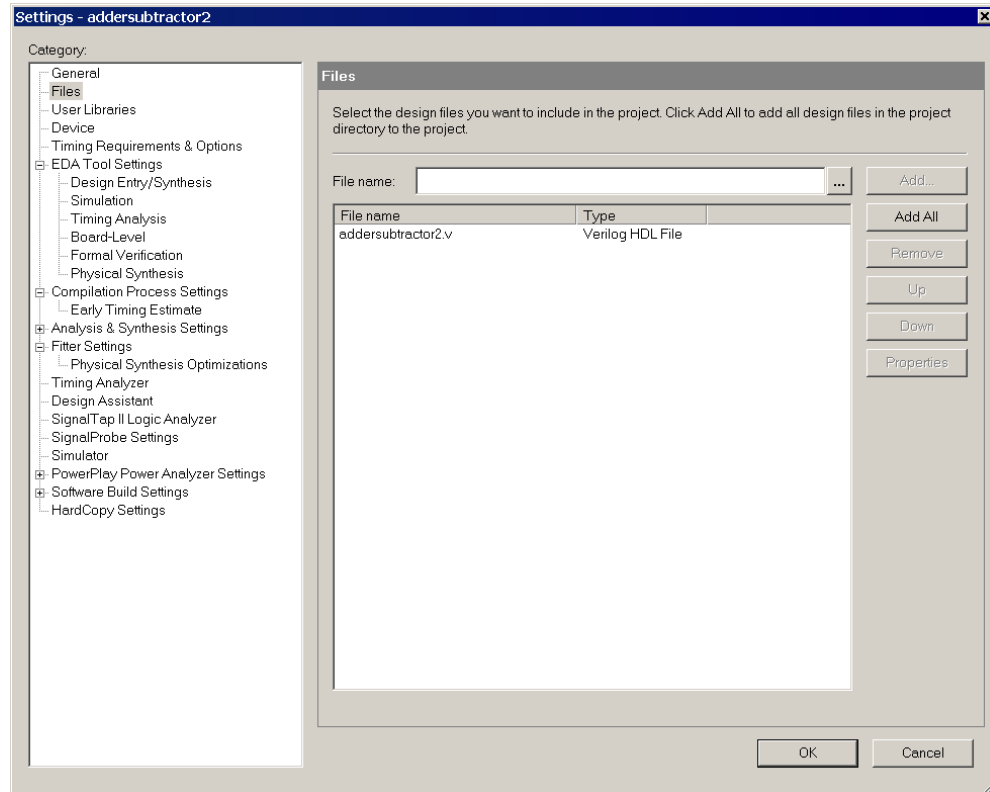 Settings - addersubtractor2
Category:
General
Files
User Libraries
Device
Timing Requirements & Options
EDA Tool Settings
Design Entry/Synthesis
Simulation
Timing Analysis
Board-Level
Formal Verification
Physical Synthesis
Compilation Process Settings
Early Timing Estimate
Analysis & Synthesis Settings
Fitter Settings
Physical Synthesis Optimizations
Timing Analyzer
Design Assistant
SignalTap II Logic Analyzer
SignalProbe Settings
Simulator
PowerPlay Power Analyzer Settings
Software Build Settings
HardCopy Settings
Files
Select the design files you want to include in the project. Click Add All to add all design files in the project
directory to the project.
File name: ... Add...
File name Type Add All
addersubtractor2.v Verilog HDL File
Remove
Up
Down
Properties
OK Cancel